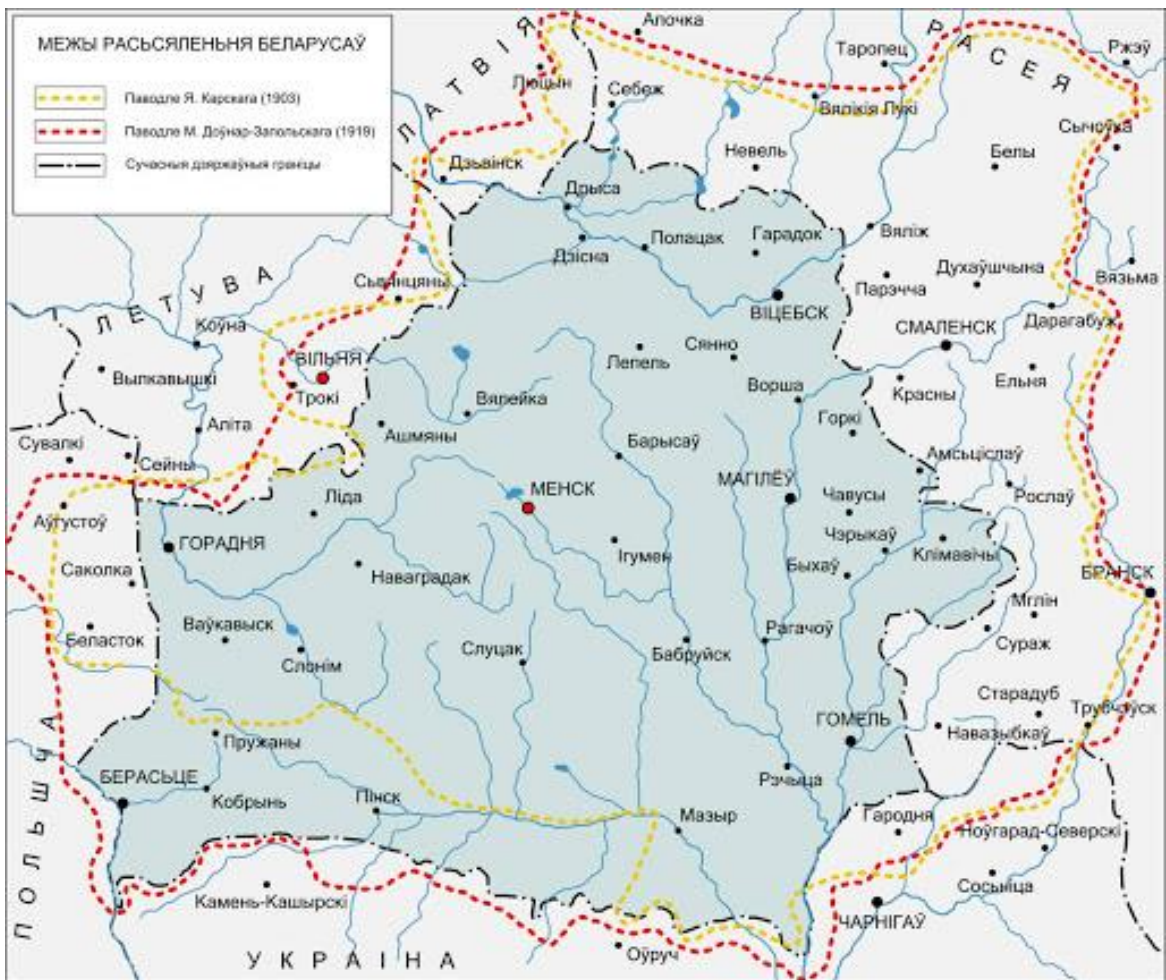 МЕЖЫ РАСЬСЯЛЕНЬНЯ БЕЛАРУСАЎ
Паводле Я. Карскага (1903)
Паводле М. Доўнар-Запольскага (1919)
Сучасныя дзяржаўныя граніцы
ЛАТВІЯ
РАСЕЯ
ЛЕТУВА
ПОЛЬШЧА
УКРАІНА
Апочка
Таропец
Ржэў
Люцын
Себеж
Вялікія Лукі
Сычоўка
Невель
Белы
Дзьвінск
Дрыса
Дзісна
Полацак
Гарадок
Вяліж
Духаўшчына
Вязьма
Парэчча
Сьвянцяны
ВІЦЕБСК
Дарагабуж
Коўна
СМАЛЕНСК
ВІЛЬНЯ
Лепель
Сянно
Вылкавышкі
Трокі
Ворша
Красны
Ельня
Вялейка
Аліта
Ашмяны
Горкі
Сувалкі
Барысаў
Сейны
Амсьціслаў
МЕНСК
МАГІЛЁЎ
Чавусы
Рослаў
Ліда
Аўгустоў
ГОРАДНЯ
Чэрыкаў
Ігумен
Клімавічы
Саколка
Наваградак
Быхаў
БРАНСК
Мглін
Беласток
Ваўкавыск
Слуцак
Рагачоў
Сураж
Слонім
Бабруйск
Старадуб
Трубчэўск
ГОМЕЛЬ
Навазыбкаў
Пружаны
Рэчыца
БЕРАСЬЦЕ
Кобрынь
Пінск
Мазыр
Гародня
Ноўгарад-Северскі
Сосьніца
Камень-Кашырскі
ЧАРНІГАЎ
Оўруч